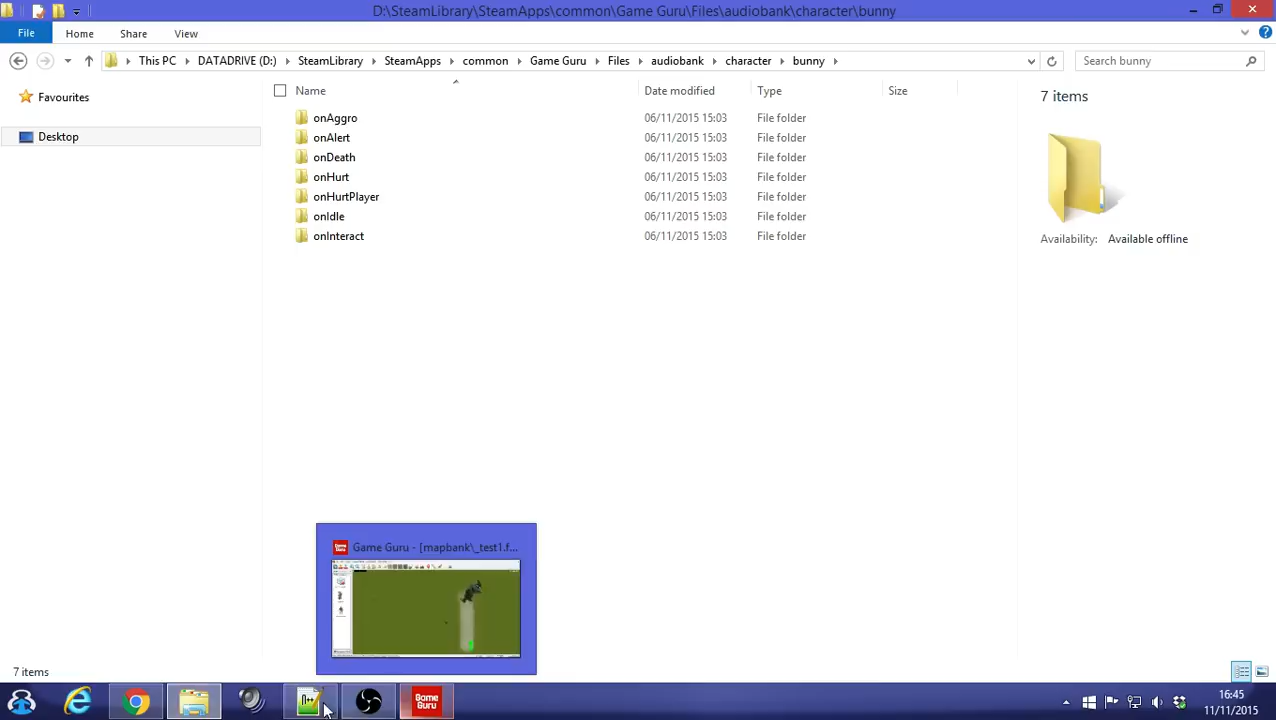 D:\SteamLibrary\SteamApps\common\Game Guru\Files\audiobank\character\bunny
File Home Share View
This PC DATADRIVE (D:) SteamLibrary SteamApps common Game Guru Files audiobank character bunny
Search bunny
Favourites
Desktop
Name Date modified Type Size
onAggro 06/11/2015 15:03 File folder
onAlert 06/11/2015 15:03 File folder
onDeath 06/11/2015 15:03 File folder
onHurt 06/11/2015 15:03 File folder
onHurtPlayer 06/11/2015 15:03 File folder
onIdle 06/11/2015 15:03 File folder
onInteract 06/11/2015 15:03 File folder
7 items
Availability: Available offline
Game Guru - [mapbank\_test1.f...
7 items
Game
Guru
16:45
11/11/2015